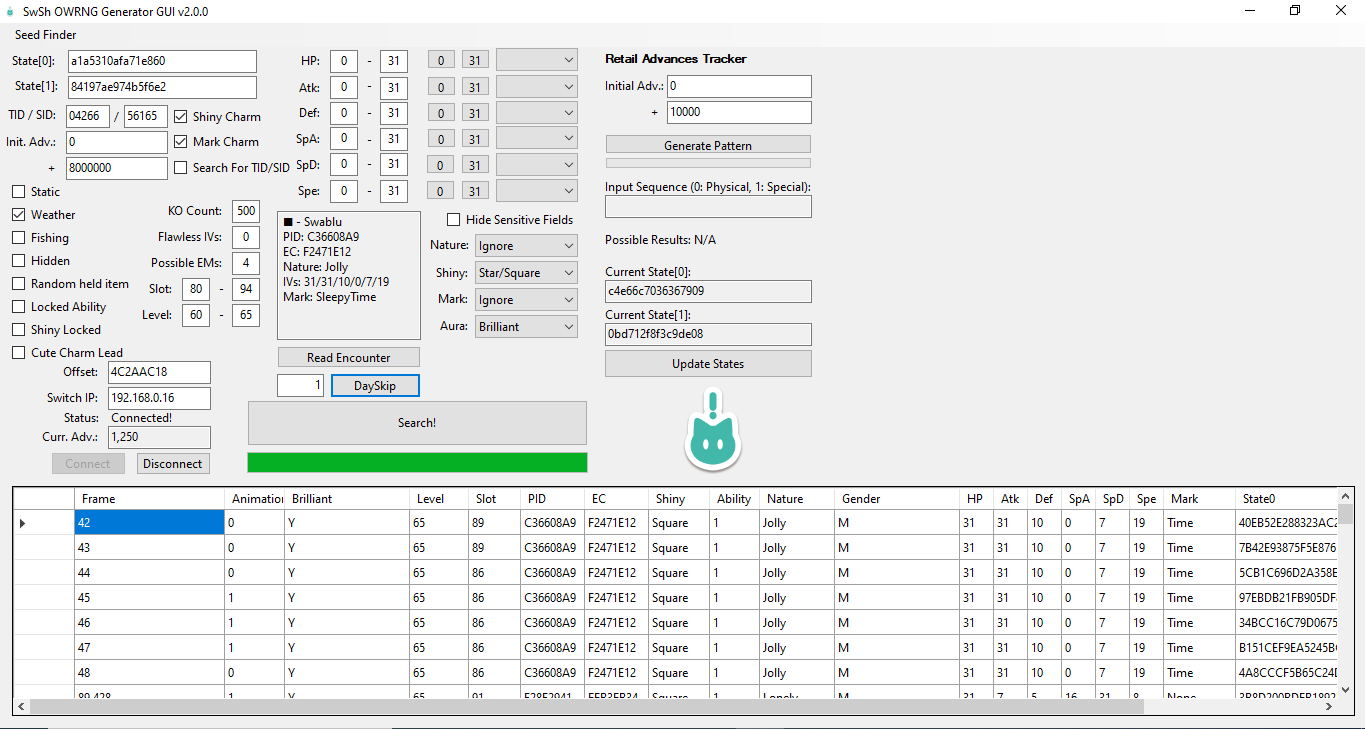 SwSh OWRNG Generator GUI v2.0.0
Seed Finder
State[0]: a1a5310afa71e860
State[1]: 84197ae974b5f6e2
TID / SID: 04266 / 56165 Shiny Charm
Init. Adv.: 0 Mark Charm
+ 8000000 Search For TID/SID
Static
Weather
Fishing
Hidden
Random held item
Locked Ability
Shiny Locked
Cute Charm Lead
KO Count: 500
Flawless IVs: 0
Possible EMs: 4
Slot: 80 - 94
Level: 60 - 65
Offset: 4C2AAC18
Switch IP: 192.168.0.16
Status: Connected!
Curr. Adv.: 1,250
Connect Disconnect
HP: 0 - 31 0 31
Atk: 0 - 31 0 31
Def: 0 - 31 0 31
SpA: 0 - 31 0 31
SpD: 0 - 31 0 31
Spe: 0 - 31 0 31
■ - Swablu
PID: C36608A9
EC: F2471E12
Nature: Jolly
IVs: 31/31/10/0/7/19
Mark: SleepyTime
Hide Sensitive Fields
Nature: Ignore
Shiny: Star/Square
Mark: Ignore
Aura: Brilliant
Read Encounter
1 DaySkip
Search!
Retail Advances Tracker
Initial Adv.: 0
+ 10000
Generate Pattern
Input Sequence (0: Physical, 1: Special):
Possible Results: N/A
Current State[0]:
c4e66c7036367909
Current State[1]:
0bd712f8f3c9de08
Update States
Frame Animation Brilliant Level Slot PID EC Shiny Ability Nature Gender HP Atk Def SpA SpD Spe Mark State0
42 0 Y 65 89 C36608A9 F2471E12 Square 1 Jolly M 31 31 10 0 7 19 Time 40EB52E288323AC2
43 0 Y 65 89 C36608A9 F2471E12 Square 1 Jolly M 31 31 10 0 7 19 Time 7B42E93875F5E876
44 0 Y 65 86 C36608A9 F2471E12 Square 1 Jolly M 31 31 10 0 7 19 Time 5CB1C696D2A358E
45 1 Y 65 86 C36608A9 F2471E12 Square 1 Jolly M 31 31 10 0 7 19 Time 97EBDB21FB905DF
46 1 Y 65 86 C36608A9 F2471E12 Square 1 Jolly M 31 31 10 0 7 19 Time 34BCC16C79D0675
47 1 Y 65 86 C36608A9 F2471E12 Square 1 Jolly M 31 31 10 0 7 19 Time B151CEF9EA5245B
48 0 Y 65 86 C36608A9 F2471E12 Square 1 Jolly M 31 31 10 0 7 19 Time 4A8CCCF5B65C24
89,428 1 Y 65 91 Square 1 Lonely M 31 7 5 16 31 8 None